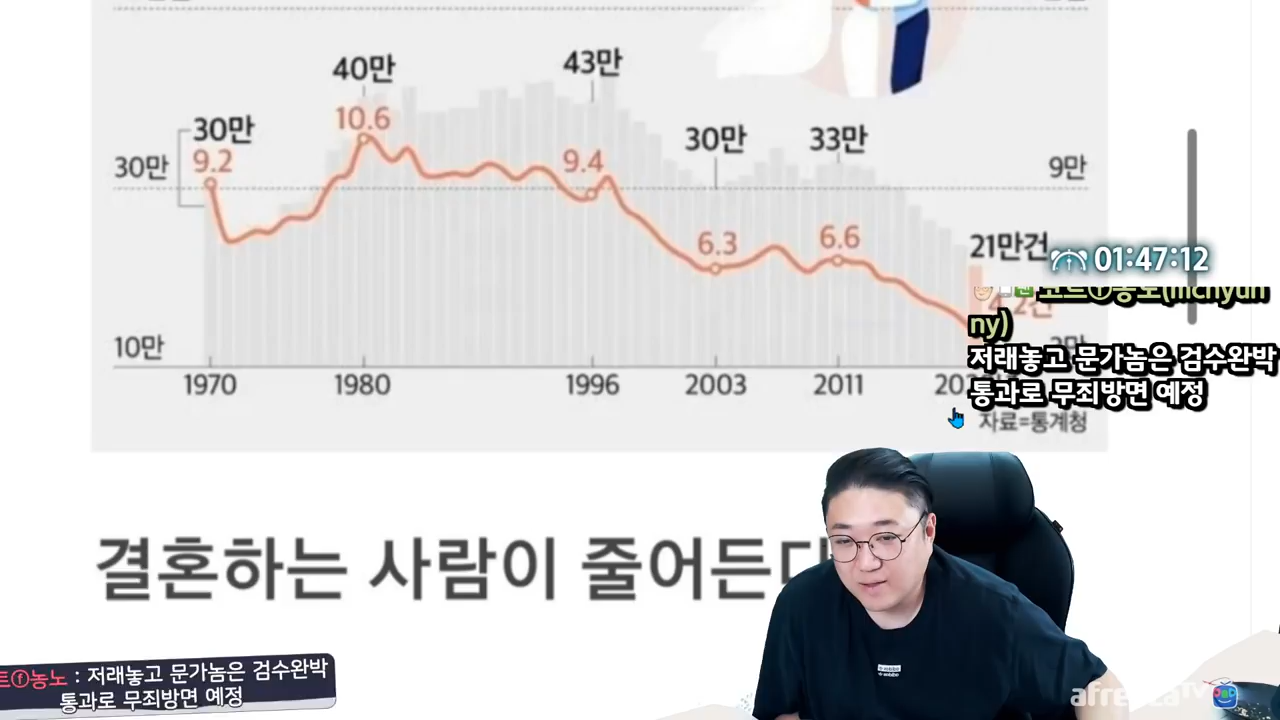 40만
43만
10.6
30만
30만
33만
30만
9.2
9.4
9만
6.3
6.6
21만건
01:47:12
ny)
저래놓고 문가놈은 검수완박
통과로 무죄방면 예정
10만
1970
1980
1996
2003
2011
자료=통계청
결혼하는 사람이 줄어든다
트ⓕ농노 : 저래놓고 문가놈은 검수완박
통과로 무죄방면 예정